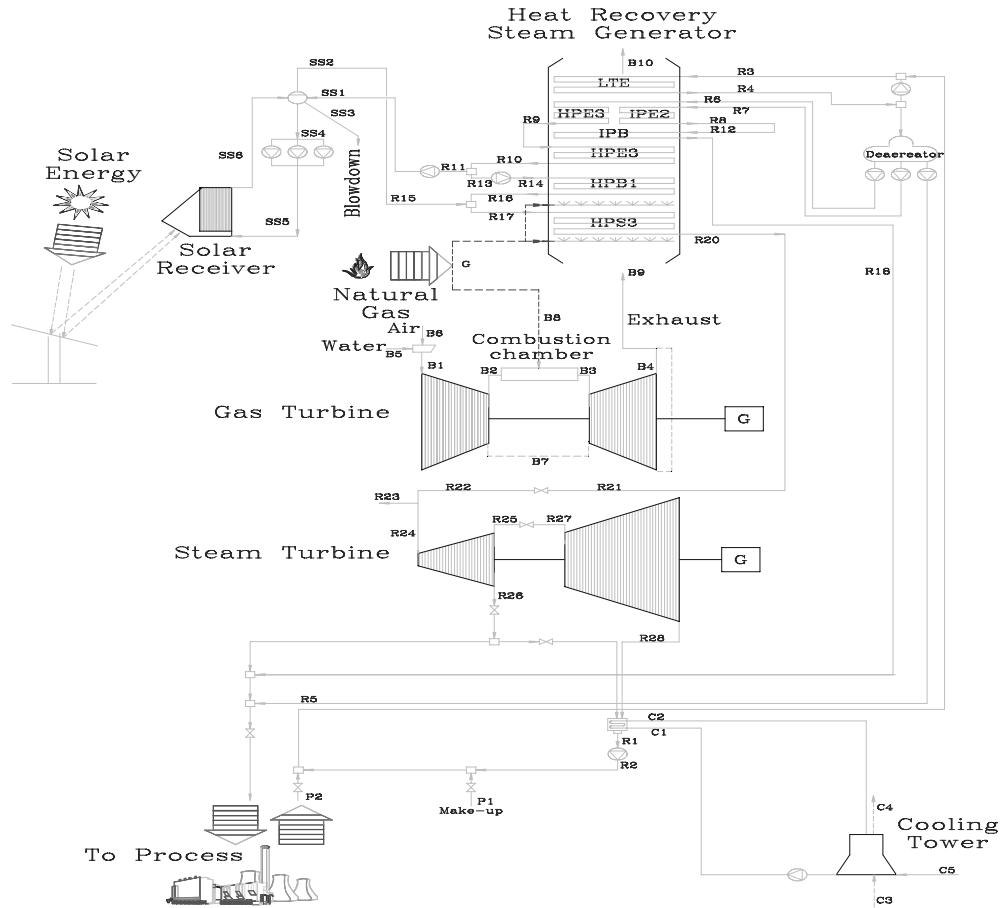 Heat Recovery
Steam Generator
SS2
B10
R3
LTE
R4
SS1
R6
R7
SS3
HPE3
IPE2
R9
R8
R12
SS4
IPB
Deaereator
SS6
HPE3
R10
R11
Solar
Energy
Blowdown
R13
R14
HPB1
R15
R16
R17
SS5
HPS3
R20
Solar
Receiver
G
R18
B9
Natural
Gas
B8
Exhaust
Air
B6
Water
B5
Combustion
chamber
B1
B2
B3
B4
Gas Turbine
G
B7
R23
R22
R21
R25
R27
R24
Steam Turbine
G
R26
R28
R5
C2
C1
R1
R2
P2
P1
Make-up
C4
Cooling
Tower
To Process
C5
C3